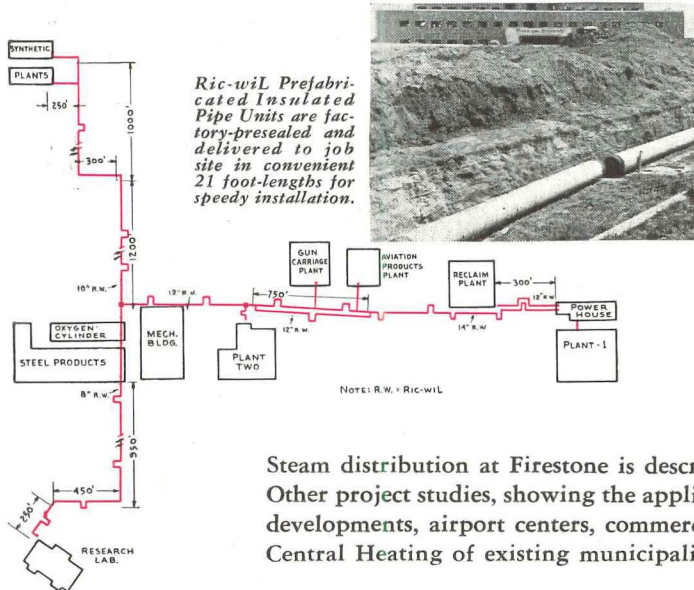 SYNTHETIC
PLANTS
250'
1000'
300'
1200'
Ric-wiL Prefabri-
cated Insulated
Pipe Units are fac-
tory-presealed and
delivered to job
site in convenient
21 foot-lengths for
speedy installation.
GUN
CARRIAGE
PLANT
AVIATION
PRODUCTS
PLANT
RECLAIM
PLANT
300'
10" R.W.
12" R.W.
750'
12" R.W.
12" R.W.
14" R.W.
POWER
HOUSE
PLANT-1
OXYGEN-
CYLINDER
STEEL PRODUCTS
MECH.
BLDG.
PLANT
TWO
NOTE: R.W. = RIC-WIL
8" R.W.
950'
450'
250'
RESEARCH
LAB.
Steam distribution at Firestone is descr
Other project studies, showing the appli
developments, airport centers, commer
Central Heating of existing municipali